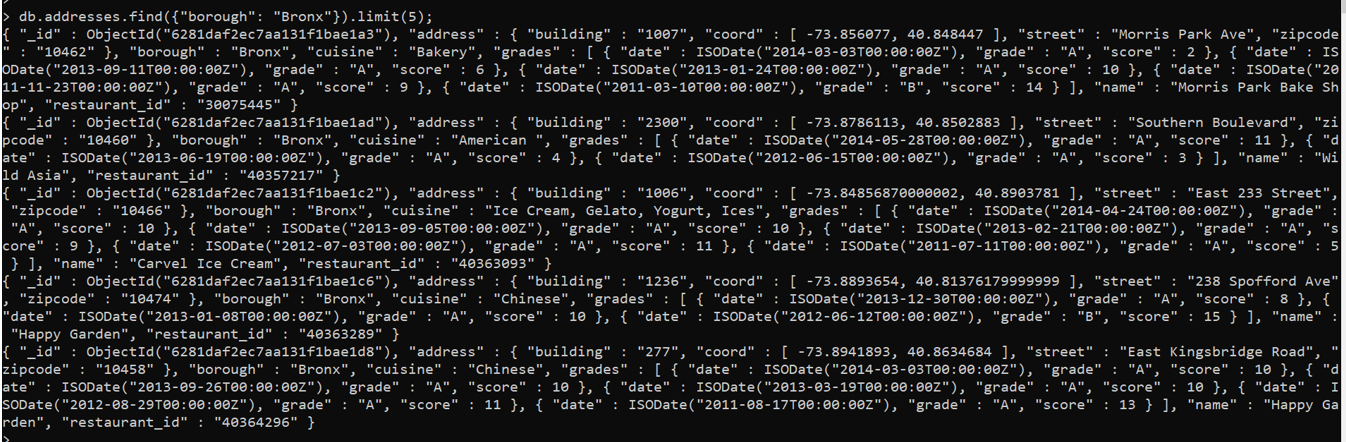 > db.addresses.find({"borough": "Bronx"}).limit(5);
{ "_id" : ObjectId("6281daf2ec7aa131f1bae1a3"), "address" : { "building" : "1007", "coord" : [ -73.856077, 40.848447 ], "street" : "Morris Park Ave", "zipcode
" : "10462" }, "borough" : "Bronx", "cuisine" : "Bakery", "grades" : [ { "date" : ISODate("2014-03-03T00:00:00Z"), "grade" : "A", "score" : 2 }, { "date" : IS
ODate("2013-09-11T00:00:00Z"), "grade" : "A", "score" : 6 }, { "date" : ISODate("2013-01-24T00:00:00Z"), "grade" : "A", "score" : 10 }, { "date" : ISODate("20
11-11-23T00:00:00Z"), "grade" : "A", "score" : 9 }, { "date" : ISODate("2011-03-10T00:00:00Z"), "grade" : "B", "score" : 14 } ], "name" : "Morris Park Bake Sh
op", "restaurant_id" : "30075445" }
{ "_id" : ObjectId("6281daf2ec7aa131f1bae1ad"), "address" : { "building" : "2300", "coord" : [ -73.8786113, 40.8502883 ], "street" : "Southern Boulevard", "zi
pcode" : "10460" }, "borough" : "Bronx", "cuisine" : "American ", "grades" : [ { "date" : ISODate("2014-05-28T00:00:00Z"), "grade" : "A", "score" : 11 }, { "d
ate" : ISODate("2013-06-19T00:00:00Z"), "grade" : "A", "score" : 4 }, { "date" : ISODate("2012-06-15T00:00:00Z"), "grade" : "A", "score" : 3 } ], "name" : "Wi
ld Asia", "restaurant_id" : "40357217" }
{ "_id" : ObjectId("6281daf2ec7aa131f1bae1c2"), "address" : { "building" : "1006", "coord" : [ -73.84856870000002, 40.8903781 ], "street" : "East 233 Street",
 "zipcode" : "10466" }, "borough" : "Bronx", "cuisine" : "Ice Cream, Gelato, Yogurt, Ices", "grades" : [ { "date" : ISODate("2014-04-24T00:00:00Z"), "grade" :
 "A", "score" : 10 }, { "date" : ISODate("2013-09-05T00:00:00Z"), "grade" : "A", "score" : 10 }, { "date" : ISODate("2013-02-21T00:00:00Z"), "grade" : "A", "s
core" : 9 }, { "date" : ISODate("2012-07-03T00:00:00Z"), "grade" : "A", "score" : 11 }, { "date" : ISODate("2011-07-11T00:00:00Z"), "grade" : "A", "score" : 5
 } ], "name" : "Carvel Ice Cream", "restaurant_id" : "40363093" }
{ "_id" : ObjectId("6281daf2ec7aa131f1bae1c6"), "address" : { "building" : "1236", "coord" : [ -73.8893654, 40.81376179999999 ], "street" : "238 Spofford Ave"
, "zipcode" : "10474" }, "borough" : "Bronx", "cuisine" : "Chinese", "grades" : [ { "date" : ISODate("2013-12-30T00:00:00Z"), "grade" : "A", "score" : 8 }, {
"date" : ISODate("2013-01-08T00:00:00Z"), "grade" : "A", "score" : 10 }, { "date" : ISODate("2012-06-12T00:00:00Z"), "grade" : "B", "score" : 15 } ], "name" :
 "Happy Garden", "restaurant_id" : "40363289" }
{ "_id" : ObjectId("6281daf2ec7aa131f1bae1d8"), "address" : { "building" : "277", "coord" : [ -73.8941893, 40.8634684 ], "street" : "East Kingsbridge Road", "
zipcode" : "10458" }, "borough" : "Bronx", "cuisine" : "Chinese", "grades" : [ { "date" : ISODate("2014-03-03T00:00:00Z"), "grade" : "A", "score" : 10 }, { "d
ate" : ISODate("2013-09-26T00:00:00Z"), "grade" : "A", "score" : 10 }, { "date" : ISODate("2013-03-19T00:00:00Z"), "grade" : "A", "score" : 10 }, { "date" : I
SODate("2012-08-29T00:00:00Z"), "grade" : "A", "score" : 11 }, { "date" : ISODate("2011-08-17T00:00:00Z"), "grade" : "A", "score" : 13 } ], "name" : "Happy Ga
rden", "restaurant_id" : "40364296" }
>